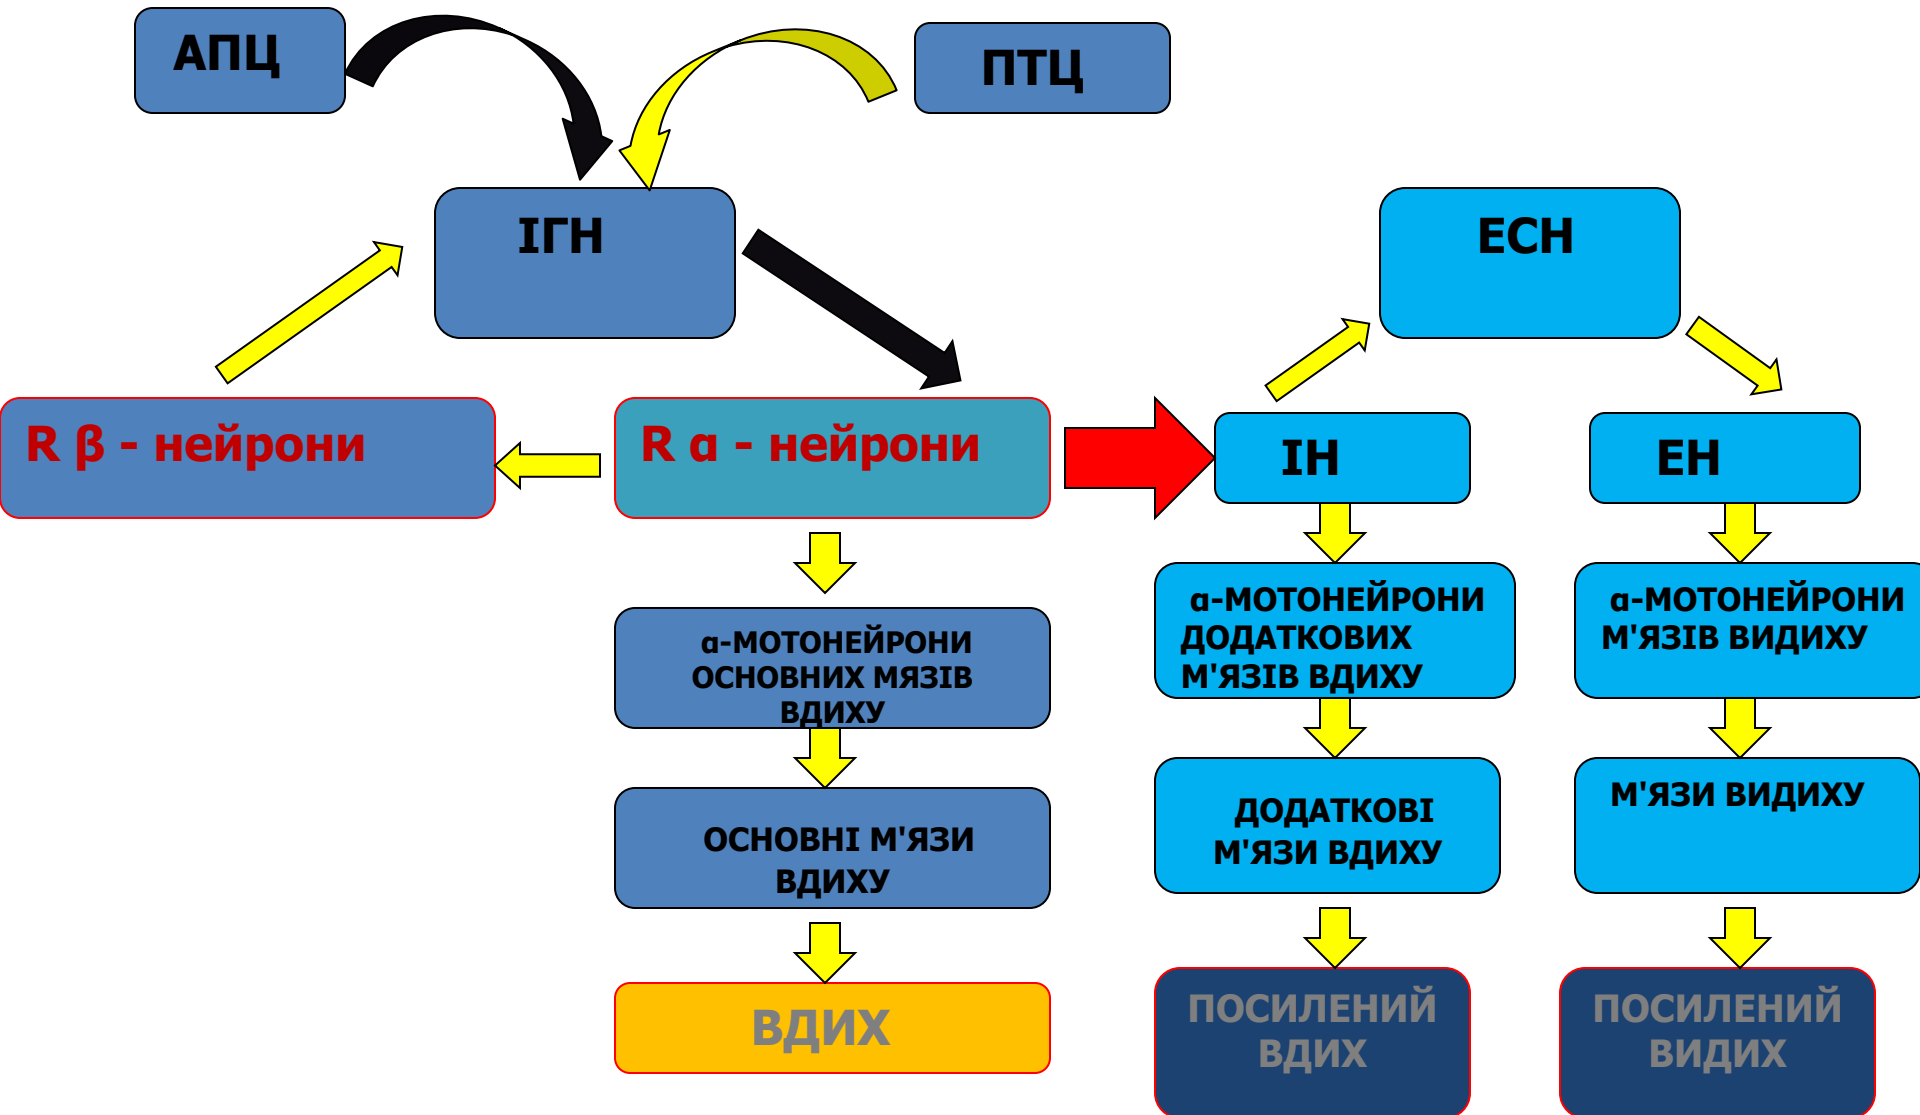 АПЦ
ПТЦ
ІГН
ЕСН
R β - нейрони
R α - нейрони
ІН
ЕН
α-МОТОНЕЙРОНИ
ОСНОВНИХ МЯЗІВ
ВДИХУ
α-МОТОНЕЙРОНИ
ДОДАТКОВИХ
М'ЯЗІВ ВДИХУ
α-МОТОНЕЙРОНИ
М'ЯЗІВ ВИДИХУ
ОСНОВНІ М'ЯЗИ
ВДИХУ
ДОДАТКОВІ
М'ЯЗИ ВДИХУ
М'ЯЗИ ВИДИХУ
ВДИХ
ПОСИЛЕНИЙ
ВДИХ
ПОСИЛЕНИЙ
ВИДИХ